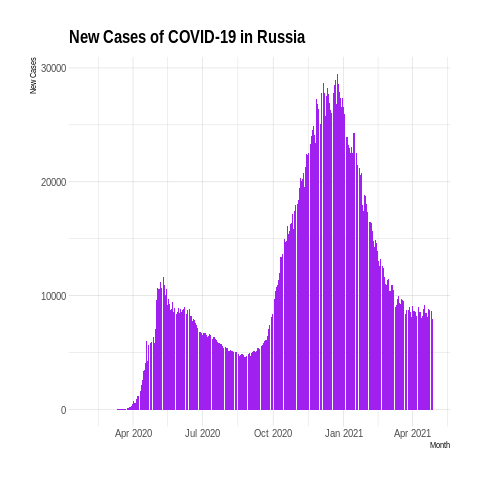 New Cases of COVID-19 in Russia
New Cases
30000
20000
10000
0
Apr 2020 Jul 2020 Oct 2020 Jan 2021 Apr 2021
Month